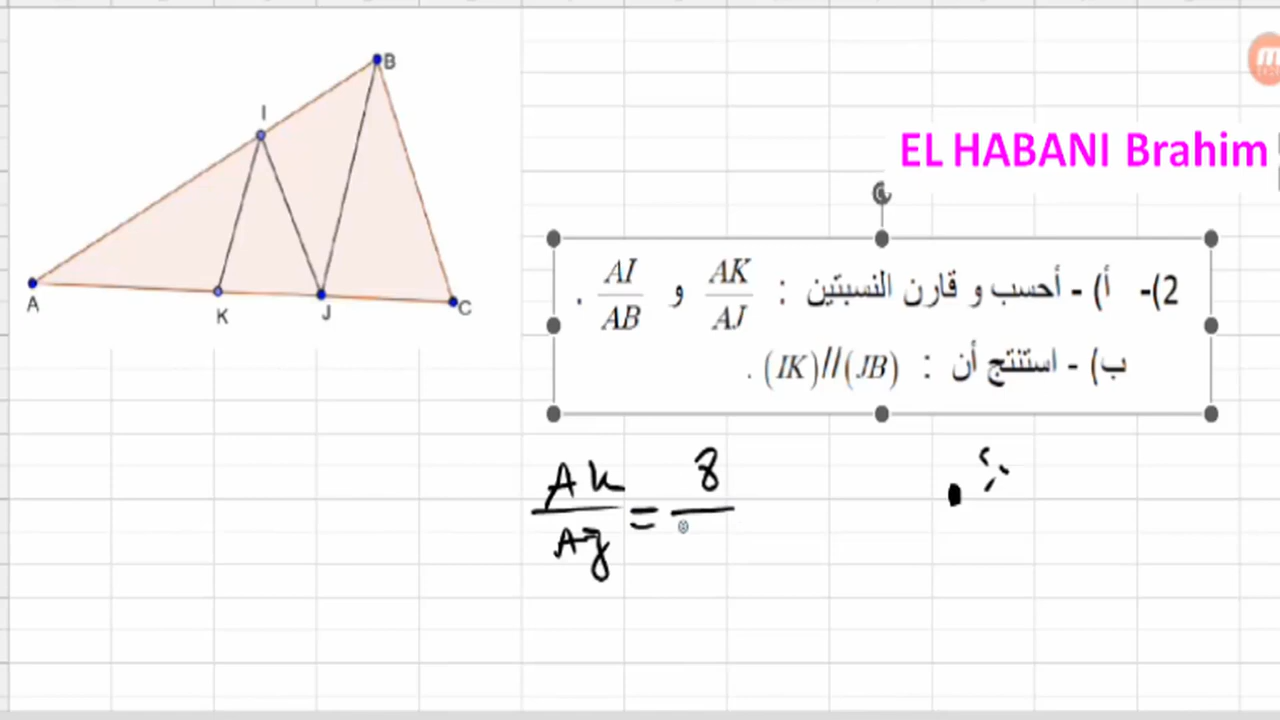 B
I
A
K
J
C
EL HABANI Brahim
2)- أ) - أحسب و قارن النسبتين : AK/AJ و AI/AB .
ب) - استنتج أن : (IK)//(JB) .
AK/AJ = 8/